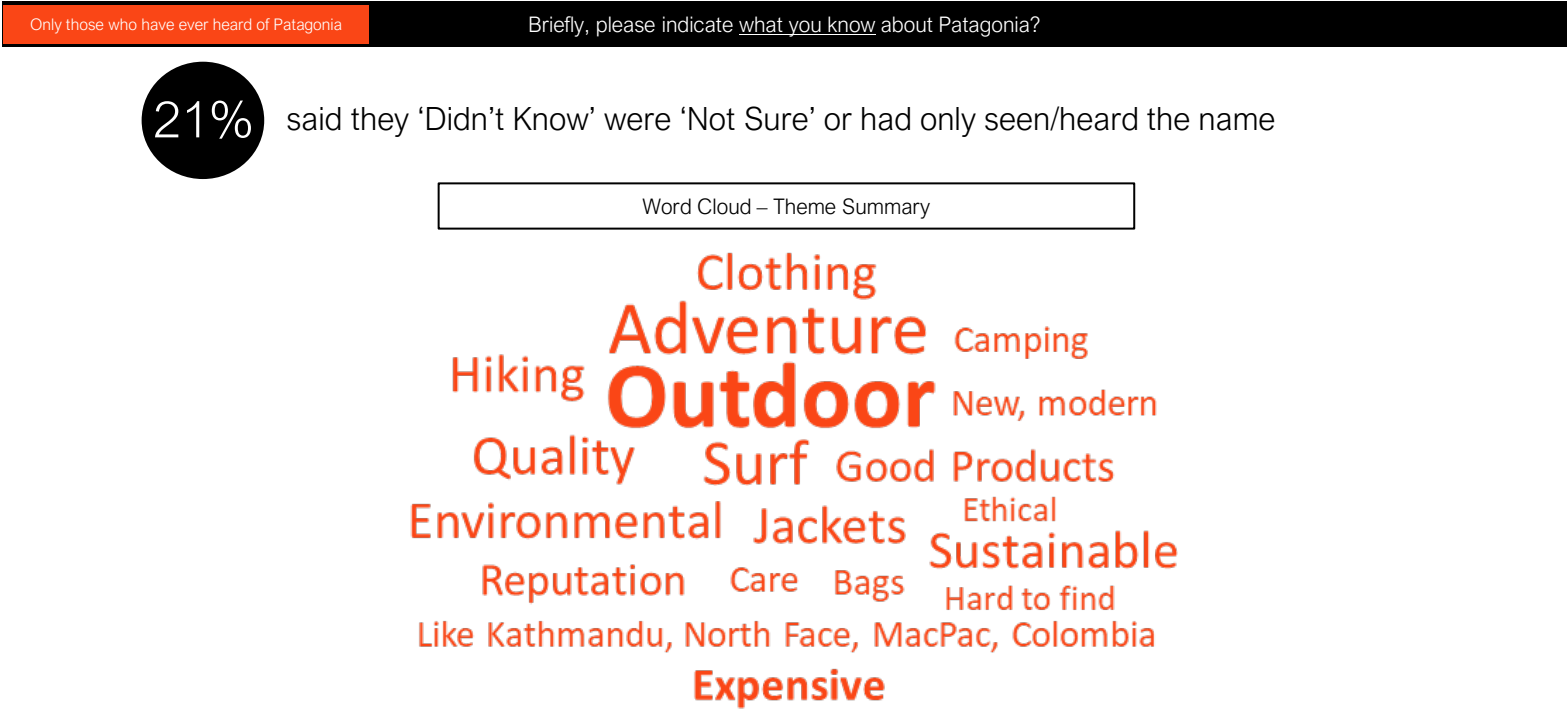 Only those who have ever heard of Patagonia
Briefly, please indicate what you know about Patagonia?
21%
said they ‘Didn’t Know’ were ‘Not Sure’ or had only seen/heard the name
Word Cloud – Theme Summary
Clothing
Adventure
Camping
Hiking
Outdoor
New, modern
Quality
Surf
Good Products
Environmental
Jackets
Ethical
Sustainable
Reputation
Care
Bags
Hard to find
Like Kathmandu, North Face, MacPac, Colombia
Expensive